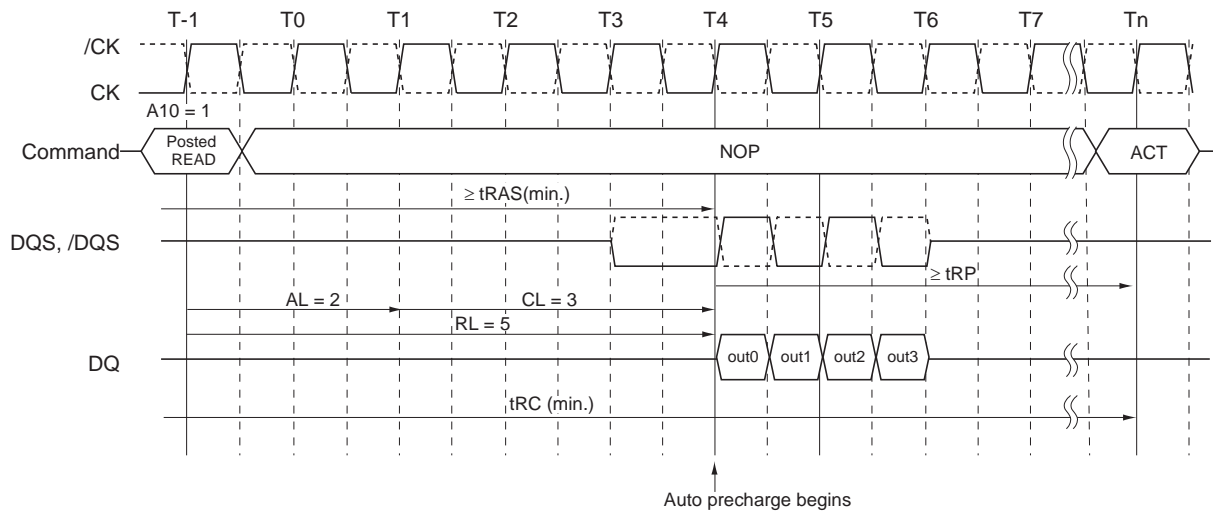 T-1 T0 T1 T2 T3 T4 T5 T6 T7 Tn
/CK
CK
A10 = 1
Command
Posted
READ
NOP
ACT
≥ tRAS(min.)
DQS, /DQS
≥ tRP
AL = 2
CL = 3
RL = 5
DQ
out0 out1 out2 out3
tRC (min.)
Auto precharge begins